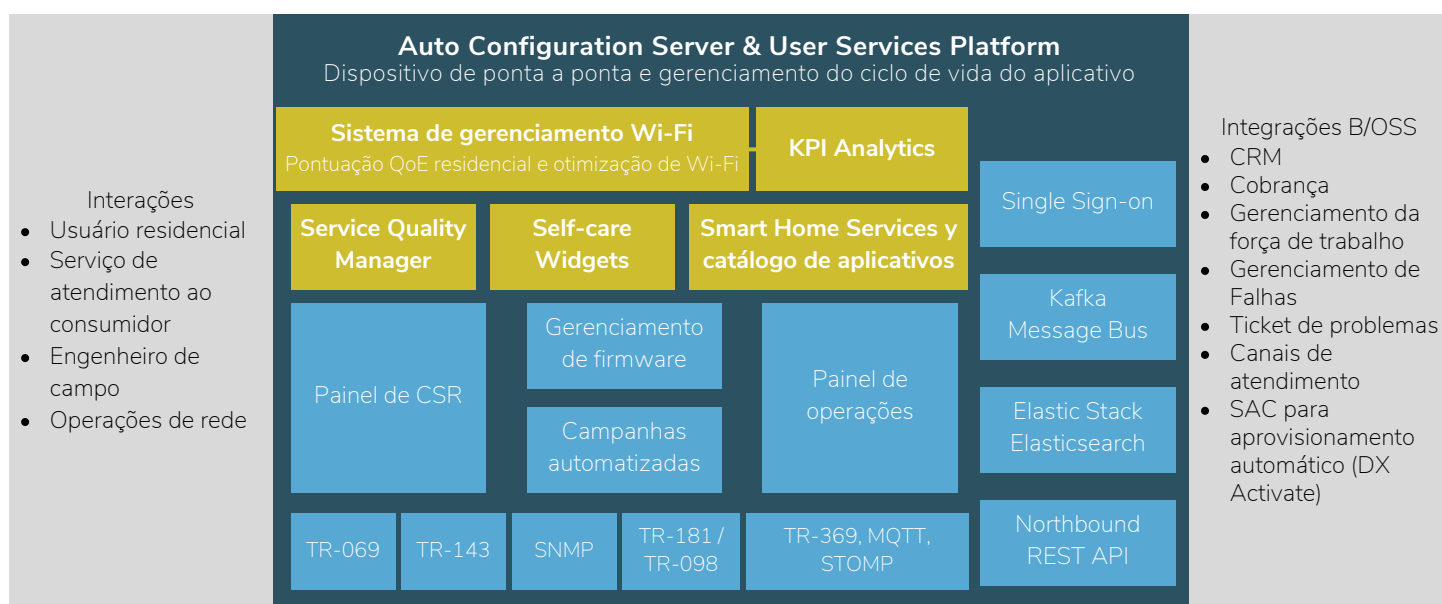 Auto Configuration Server & User Services Platform
Dispositivo de ponta a ponta e gerenciamento do ciclo de vida do aplicativo
Interações
• Usuário residencial
• Serviço de
atendimento ao
consumidor
• Engenheiro de
campo
• Operações de rede
Sistema de gerenciamento Wi-Fi
Pontuação QoE residencial e otimização de Wi-Fi
KPI Analytics
Service Quality
Manager
Self-care
Widgets
Smart Home Services y
catálogo de aplicativos
Painel de CSR
Gerenciamento
de firmware
Campanhas
automatizadas
Painel de
operações
TR-069
TR-143
SNMP
TR-181 /
TR-098
TR-369, MQTT,
STOMP
Single Sign-on
Kafka
Message Bus
Elastic Stack
Elasticsearch
Northbound
REST API
Integrações B/OSS
• CRM
• Cobrança
• Gerenciamento da
força de trabalho
• Gerenciamento de
Falhas
• Ticket de problemas
• Canais de
atendimento
• SAC para
aprovisionamento
automático (DX
Activate)